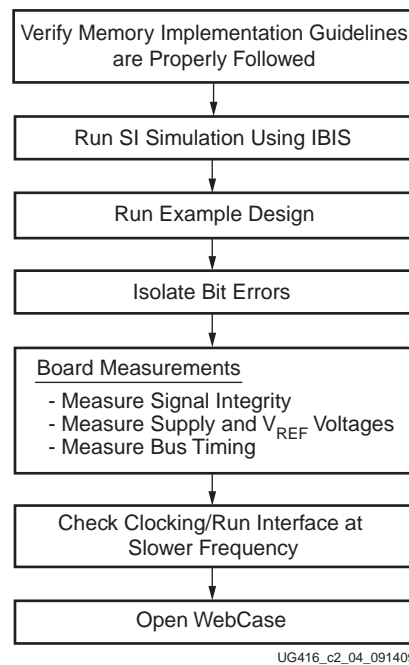 Verify Memory Implementation Guidelines
are Properly Followed
Run SI Simulation Using IBIS
Run Example Design
Isolate Bit Errors
Board Measurements
- Measure Signal Integrity
- Measure Supply and VREF Voltages
- Measure Bus Timing
Check Clocking/Run Interface at
Slower Frequency
Open WebCase
UG416_c2_04_091409